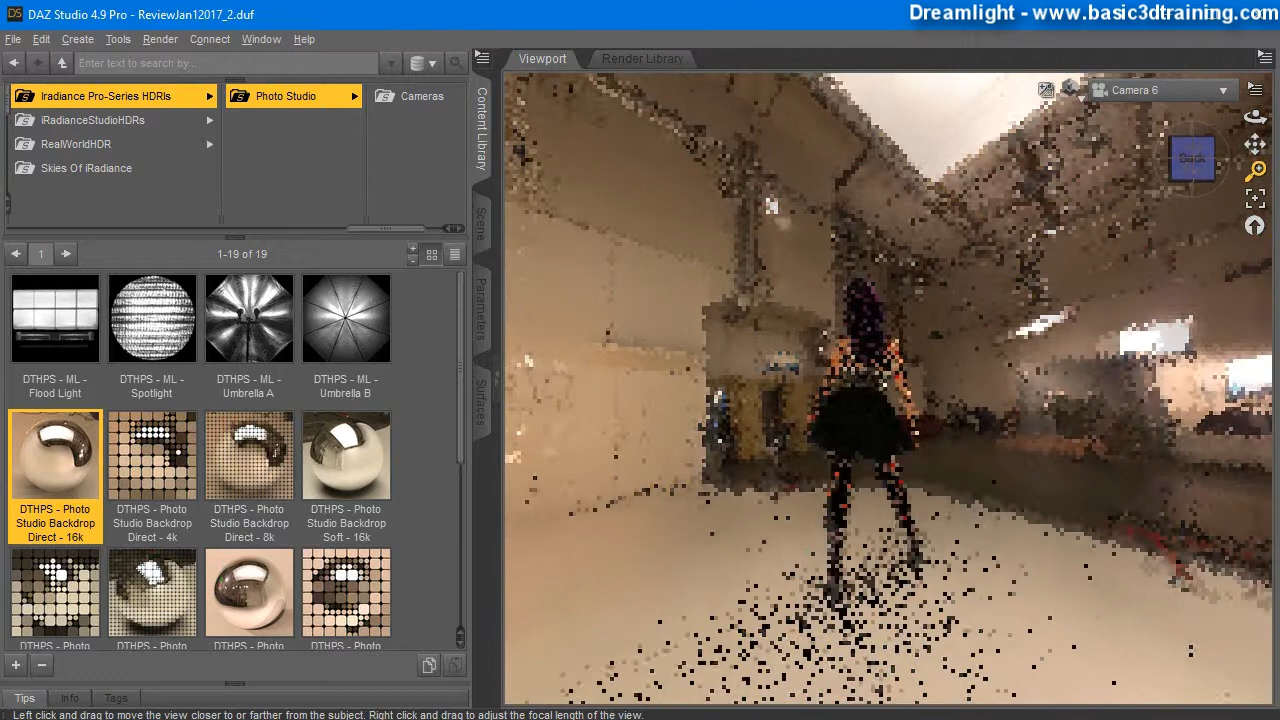 DAZ Studio 4.9 Pro - ReviewJan12017_2.duf
Dreamlight - www.basic3dtraining.com
File Edit Create Tools Render Connect Window Help
Enter text to search by...
Viewport
Render Library
Iradiance Pro-Series HDRIs
Photo Studio
Cameras
iRadianceStudioHDRs
RealWorldHDR
Skies Of iRadiance
Content Library
Scene
Parameters
Surfaces
Camera 6
Back
1
1-19 of 19
DTHPS - ML -
Flood Light
DTHPS - ML -
Spotlight
DTHPS - ML -
Umbrella A
DTHPS - ML -
Umbrella B
DTHPS - Photo
Studio Backdrop
Direct - 16k
DTHPS - Photo
Studio Backdrop
Direct - 4k
DTHPS - Photo
Studio Backdrop
Direct - 8k
DTHPS - Photo
Studio Backdrop
Soft - 16k
DTHPS - Photo
DTHPS - Photo
DTHPS - Photo
DTHPS - Photo
Tips
Info
Tags
Left click and drag to move the view closer to or farther from the subject. Right click and drag to adjust the focal length of the view.